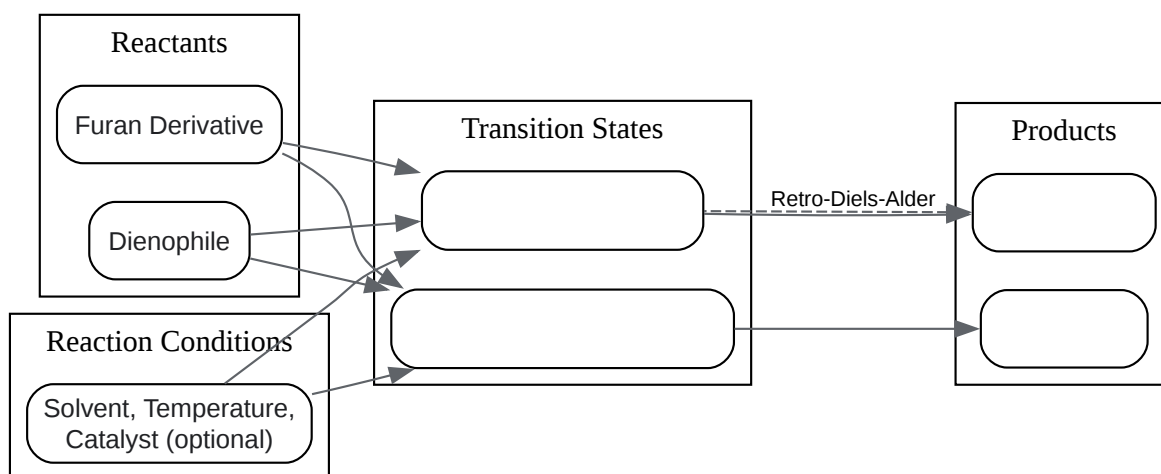 Reactants
Furan Derivative
Dienophile
Reaction Conditions
Solvent, Temperature,
Catalyst (optional)
Transition States
Retro-Diels-Alder
Products